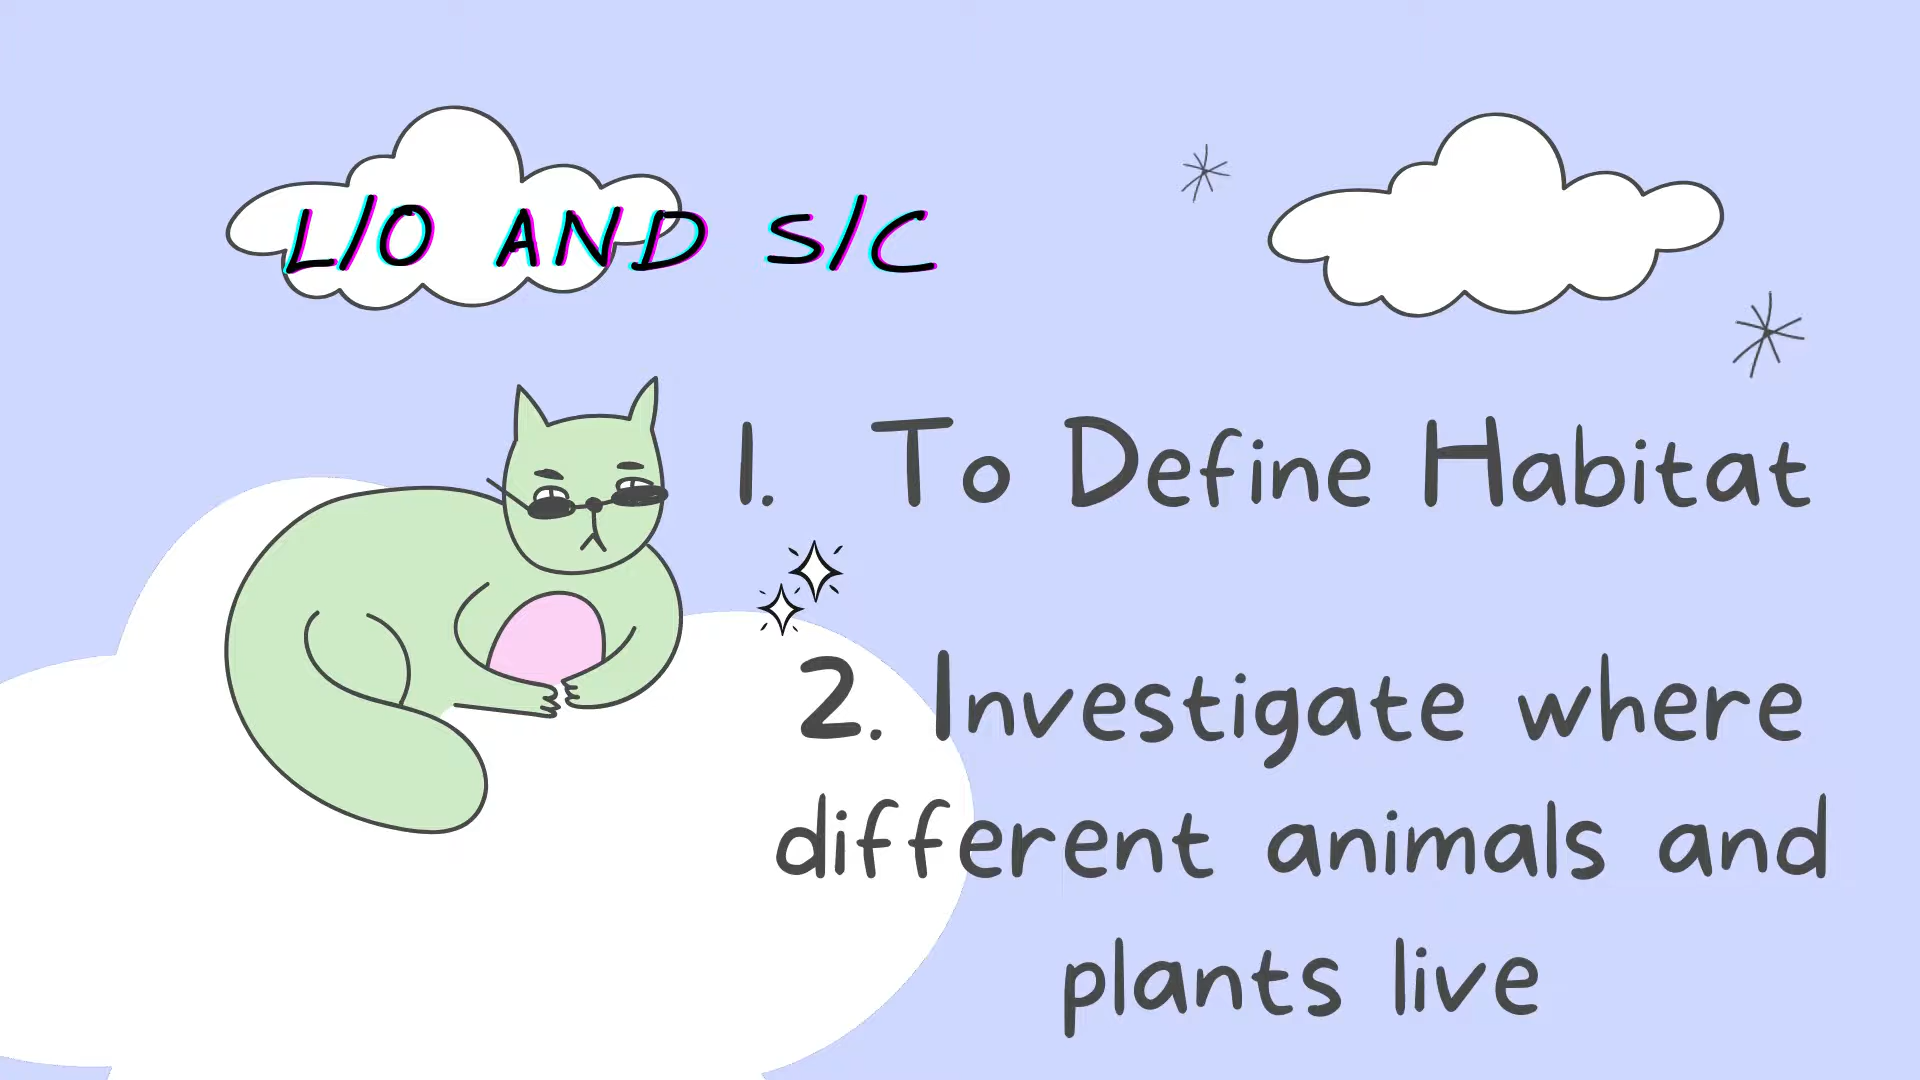 L/O AND S/C
1. To Define Habitat
2. Investigate where
different animals and
plants live